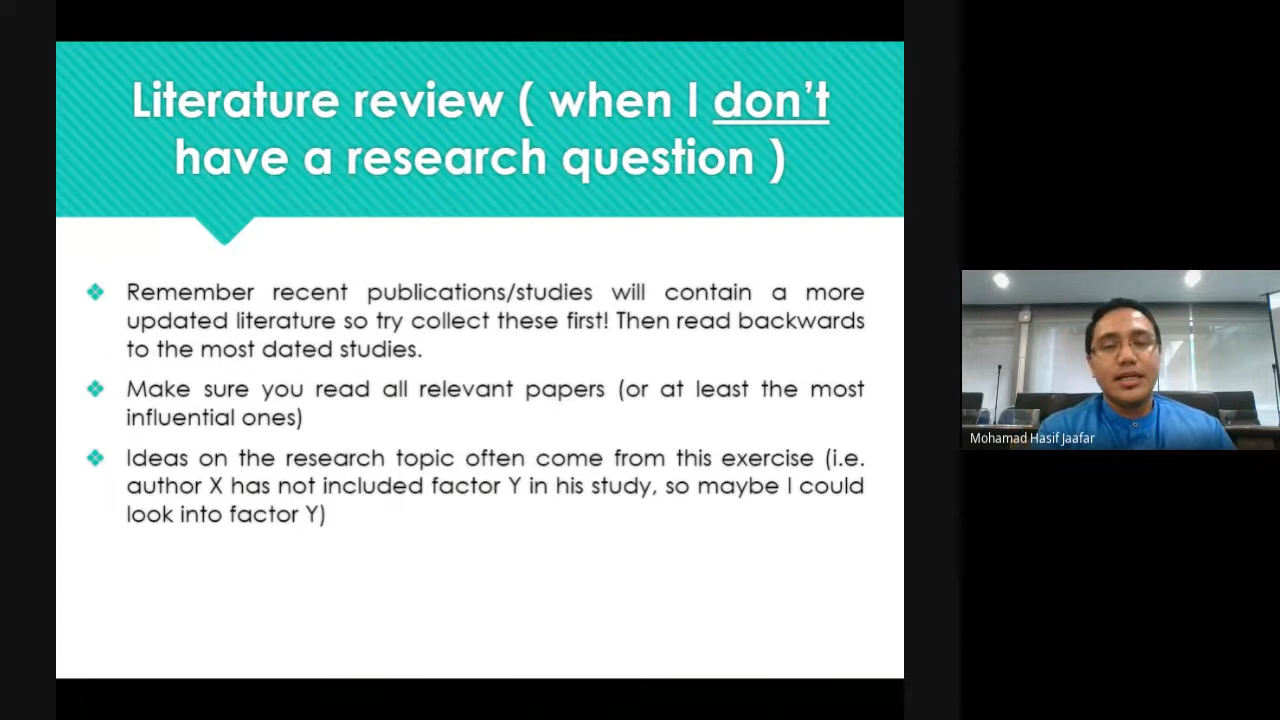 Literature review ( when I don't
have a research question )
Remember recent publications/studies will contain a more
updated literature so try collect these first! Then read backwards
to the most dated studies.
Make sure you read all relevant papers (or at least the most
influential ones)
Ideas on the research topic often come from this exercise (i.e.
author X has not included factor Y in his study, so maybe I could
look into factor Y)
Mohamad Hasif Jaafar